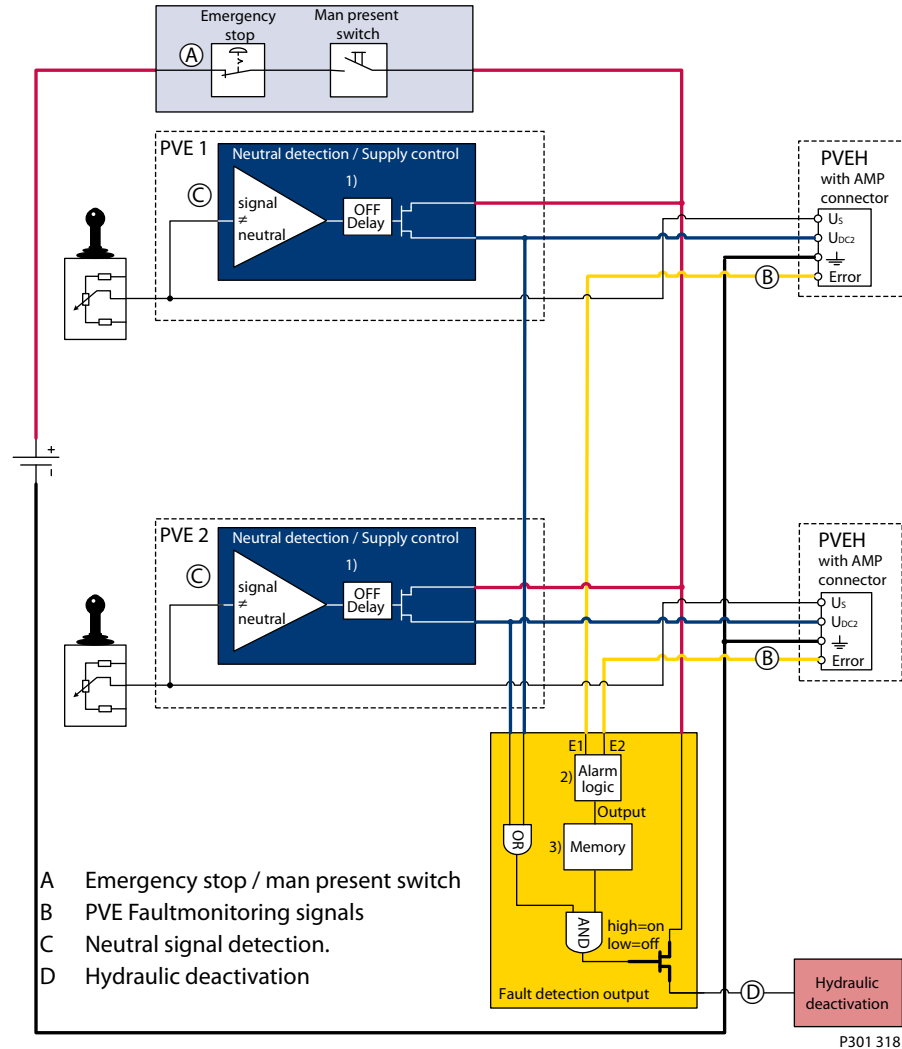 Emergency
stop
Man present
switch
A
PVE 1
Neutral detection / Supply control
1)
C
signal
≠
neutral
OFF
Delay
PVEH
with AMP
connector
US
UDC2
Error
B
+
−
PVE 2
Neutral detection / Supply control
1)
C
signal
≠
neutral
OFF
Delay
PVEH
with AMP
connector
US
UDC2
Error
B
E1 E2
2) Alarm
logic
Output
OR
3) Memory
AND
high=on
low=off
Fault detection output
D
Hydraulic
deactivation
A Emergency stop / man present switch
B PVE Faultmonitoring signals
C Neutral signal detection.
D Hydraulic deactivation
P301 318